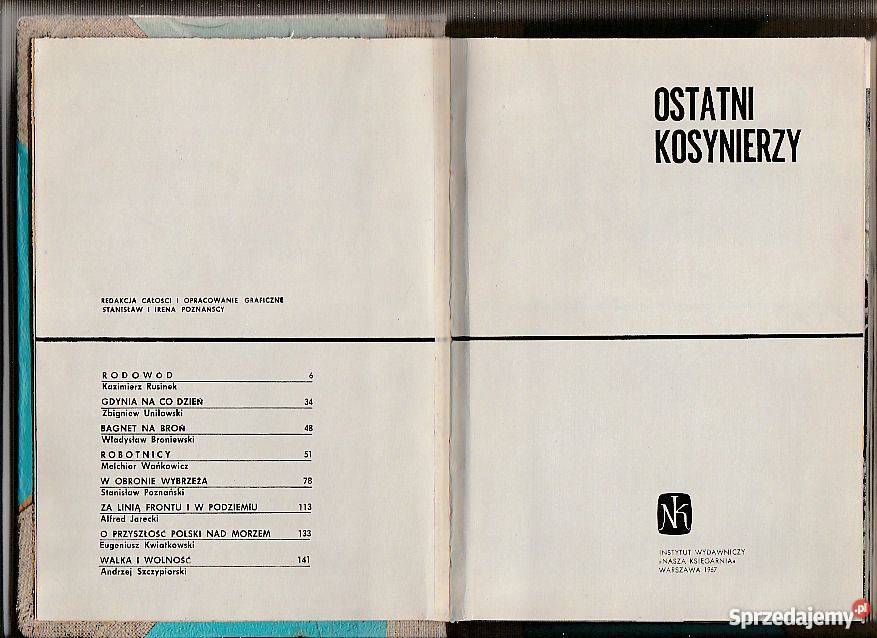 REDAKCJA CAŁOŚCI I OPRACOWANIE GRAFICZNE
STANISŁAW I IRENA POZNAŃSCY
RODOWÓD 6
Kazimierz Rusinek
GDYNIA NA CO DZIEŃ 34
Zbigniew Uniłowski
BAGNET NA BROŃ 48
Władysław Broniewski
ROBOTNICY 51
Melchior Wańkowicz
W OBRONIE WYBRZEŻA 78
Stanisław Poznański
ZA LINIĄ FRONTU I W PODZIEMIU 113
Alfred Jarecki
O PRZYSZŁOŚĆ POLSKI NAD MORZEM 133
Eugeniusz Kwiatkowski
WALKA I WOLNOŚĆ 141
Andrzej Szczypiorski
OSTATNI
KOSYNIERZY
NK
INSTYTUT WYDAWNICZY
»NASZA KSIĘGARNIA«
WARSZAWA 1967
Sprzedajemy.pl